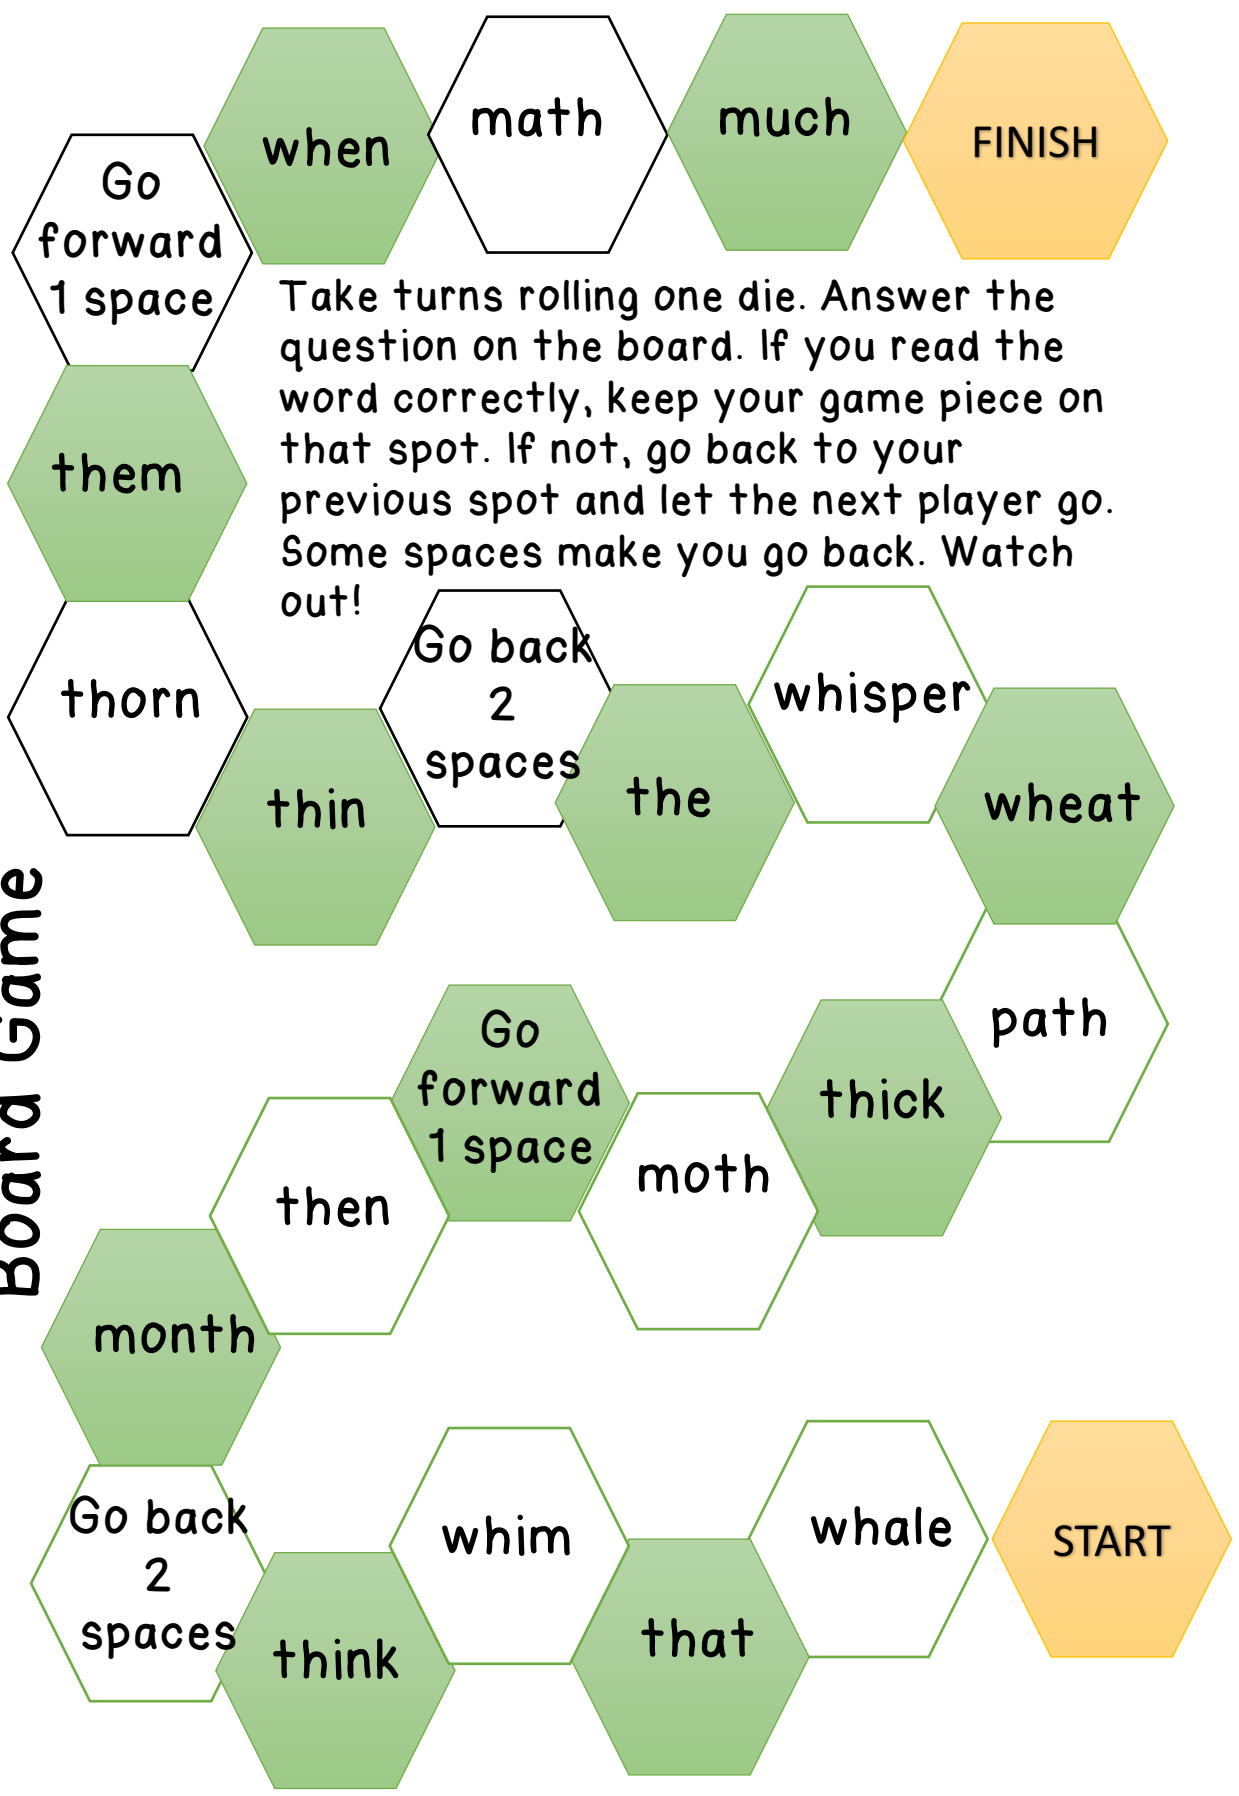 when
math
much
FINISH
Go
forward
1 space
Take turns rolling one die. Answer the
question on the board. If you read the
word correctly, keep your game piece on
that spot. If not, go back to your
previous spot and let the next player go.
Some spaces make you go back. Watch
out!
them
thorn
thin
Go back
2
spaces
the
whisper
wheat
path
thick
moth
Go
forward
1 space
then
month
Go back
2
spaces
think
whim
that
whale
START
Board Game